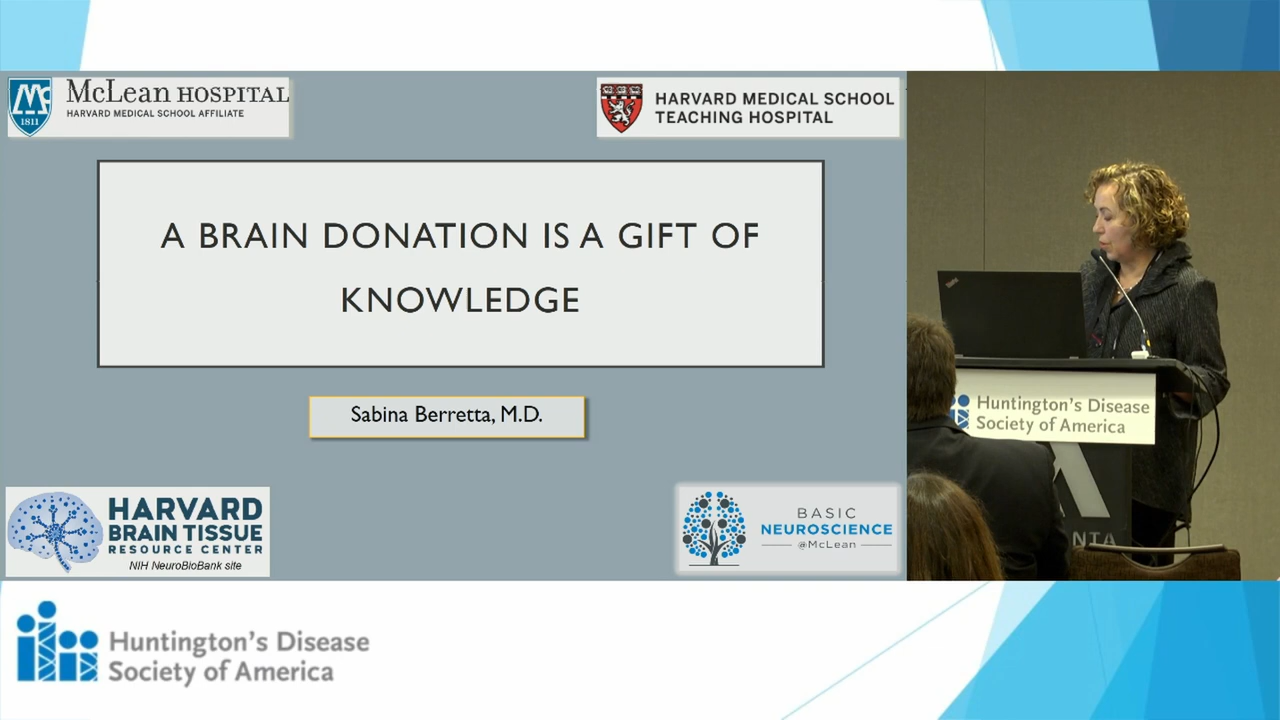 McLEAN HOSPITAL
HARVARD MEDICAL SCHOOL AFFILIATE
1811
HARVARD MEDICAL SCHOOL
TEACHING HOSPITAL
A BRAIN DONATION IS A GIFT OF
KNOWLEDGE
Sabina Berretta, M.D.
HARVARD
BRAIN TISSUE
RESOURCE CENTER
NIH NeuroBioBank site
BASIC
NEUROSCIENCE
@McLean
Huntington's Disease
Society of America
NTA
Huntington's Disease
Society of America